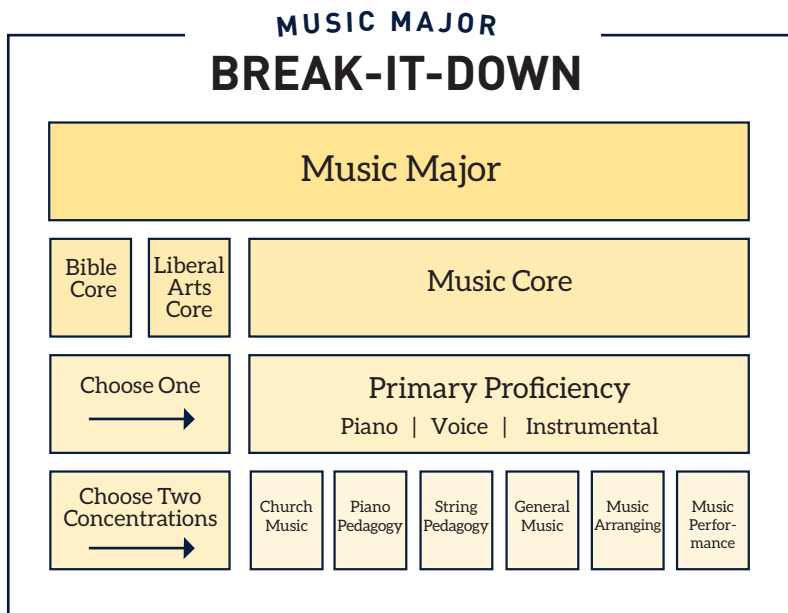 MUSIC MAJOR
BREAK-IT-DOWN
Music Major
Bible
Core
Liberal
Arts
Core
Music Core
Choose One
Primary Proficiency
Piano | Voice | Instrumental
Choose Two
Concentrations
Church
Music
Piano
Pedagogy
String
Pedagogy
General
Music
Music
Arranging
Music
Perfor-
mance